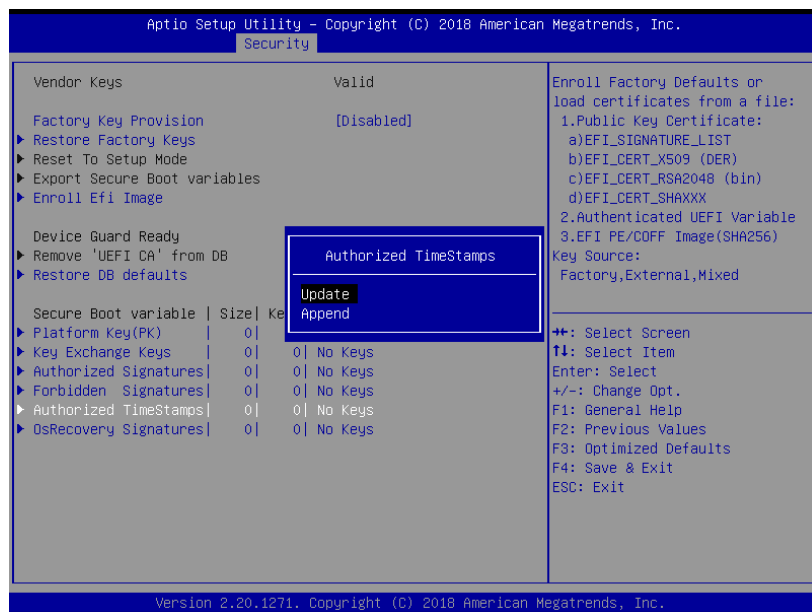 Aptio Setup Utility – Copyright (C) 2018 American Megatrends, Inc.
Security
Vendor Keys Valid
Factory Key Provision [Disabled]
Restore Factory Keys
Reset To Setup Mode
Export Secure Boot variables
Enroll Efi Image
Device Guard Ready
Remove 'UEFI CA' from DB
Restore DB defaults
Secure Boot variable | Size| Ke
Platform Key(PK) | 0|
Key Exchange Keys | 0| 0| No Keys
Authorized Signatures| 0| 0| No Keys
Forbidden Signatures| 0| 0| No Keys
Authorized TimeStamps| 0| 0| No Keys
OsRecovery Signatures| 0| 0| No Keys
Authorized TimeStamps
Update
Append
Enroll Factory Defaults or
load certificates from a file:
1.Public Key Certificate:
a)EFI_SIGNATURE_LIST
b)EFI_CERT_X509 (DER)
c)EFI_CERT_RSA2048 (bin)
d)EFI_CERT_SHAXXX
2.Authenticated UEFI Variable
3.EFI PE/COFF Image(SHA256)
Key Source:
Factory,External,Mixed
→←: Select Screen
↑↓: Select Item
Enter: Select
+/-: Change Opt.
F1: General Help
F2: Previous Values
F3: Optimized Defaults
F4: Save & Exit
ESC: Exit
Version 2.20.1271. Copyright (C) 2018 American Megatrends, Inc.